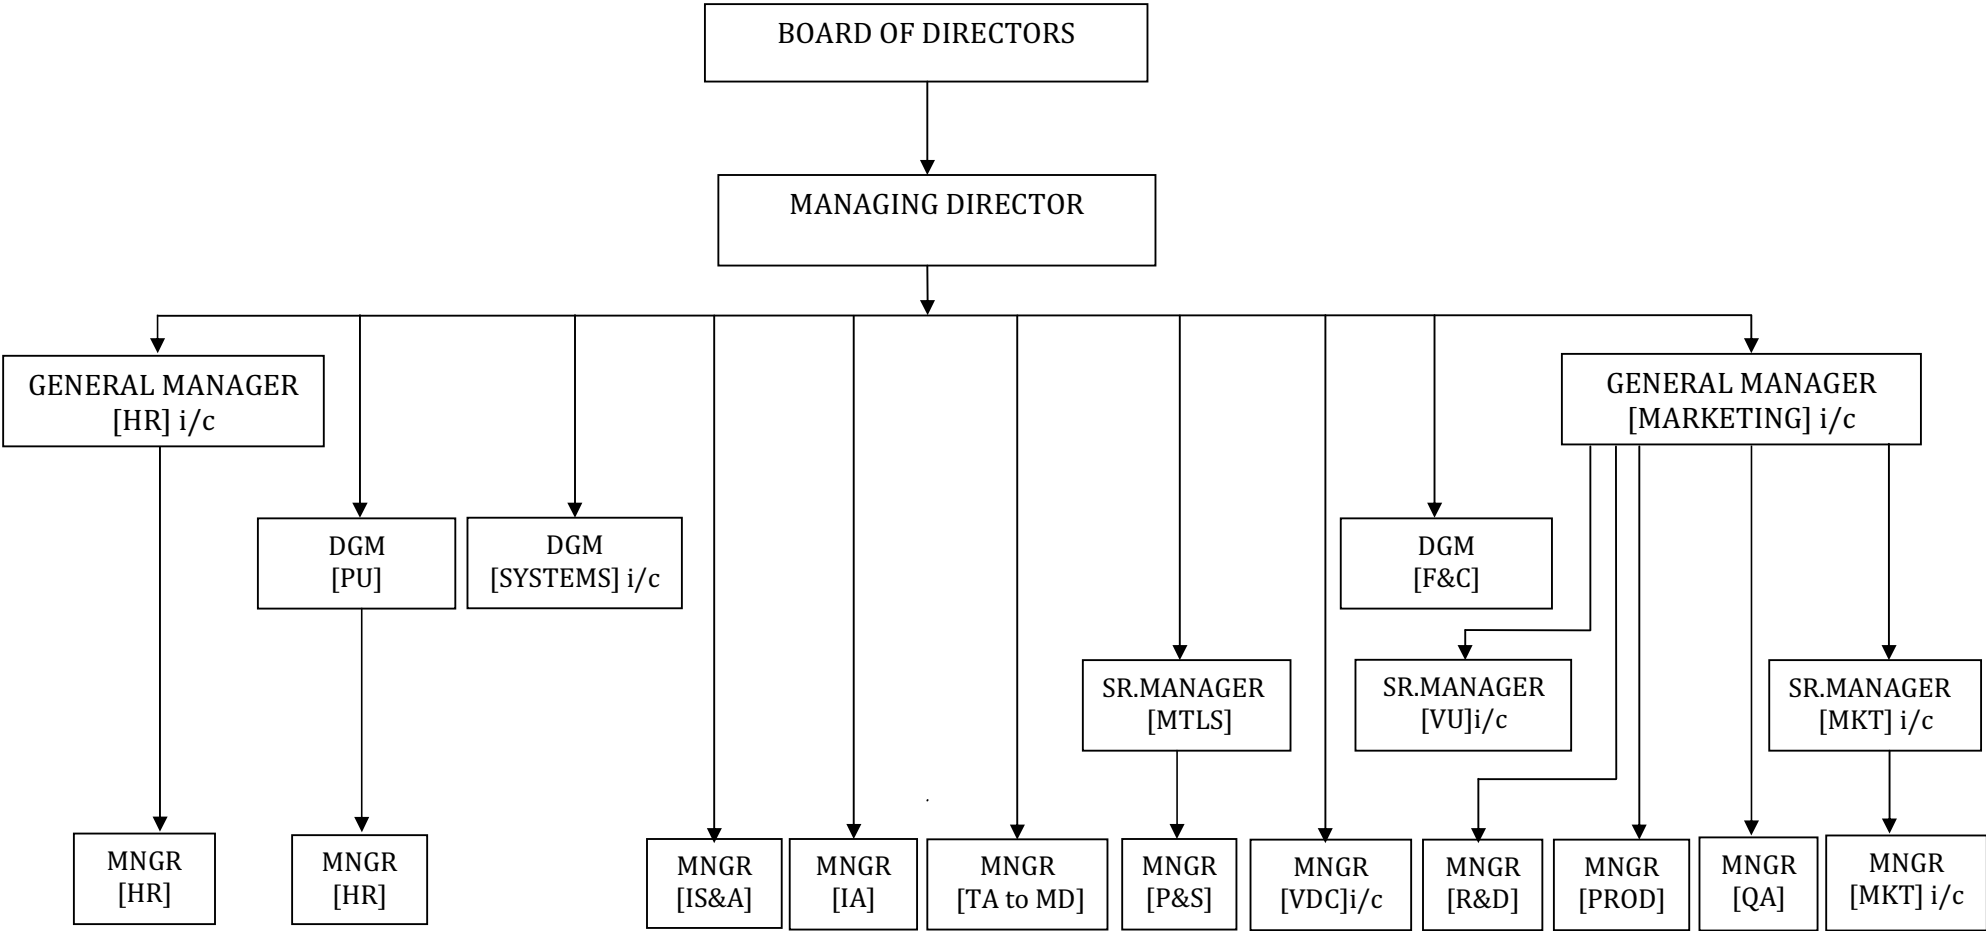 BOARD OF DIRECTORS
MANAGING DIRECTOR
GENERAL MANAGER
[HR] i/c
GENERAL MANAGER
[MARKETING] i/c
DGM
[PU]
DGM
[SYSTEMS] i/c
DGM
[F&C]
SR.MANAGER
[MTLS]
SR.MANAGER
[VU]i/c
SR.MANAGER
[MKT] i/c
MNGR
[HR]
MNGR
[HR]
MNGR
[IS&A]
MNGR
[IA]
MNGR
[TA to MD]
MNGR
[P&S]
MNGR
[VDC]i/c
MNGR
[R&D]
MNGR
[PROD]
MNGR
[QA]
MNGR
[MKT] i/c